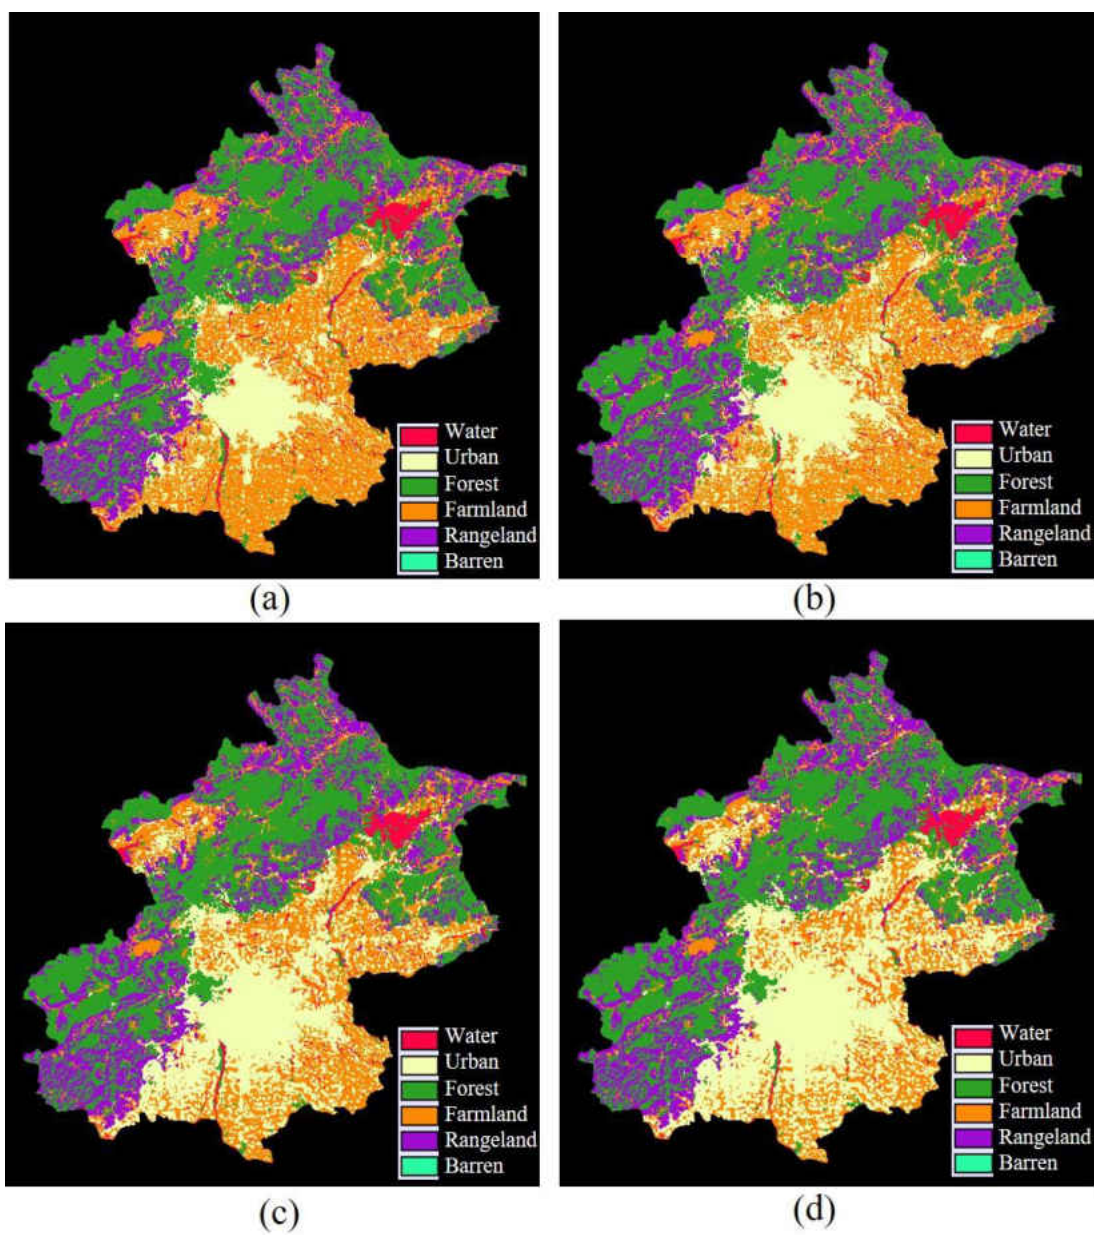 Water
Urban
Forest
Farmland
Rangeland
Barren
(a)
Water
Urban
Forest
Farmland
Rangeland
Barren
(b)
Water
Urban
Forest
Farmland
Rangeland
Barren
(c)
Water
Urban
Forest
Farmland
Rangeland
Barren
(d)